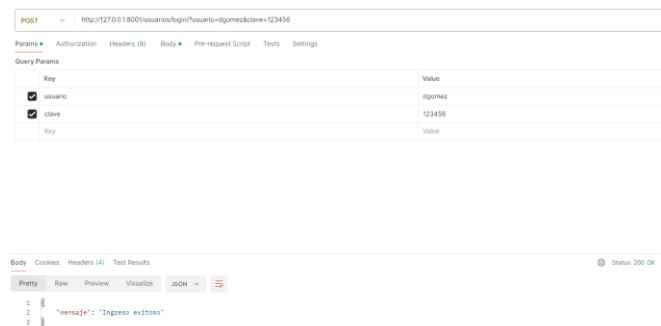 POST http://127.0.0.1:8001/usuarios/login/?usuario=dgomez&clave=123456
Params Authorization Headers (8) Body Pre-request Script Tests Settings
Query Params
Key Value
usuario dgomez
clave 123456
Key Value
Body Cookies Headers (4) Test Results Status: 200 OK
Pretty Raw Preview Visualize JSON
1
2 "mensaje": "Ingreso exitoso"
3